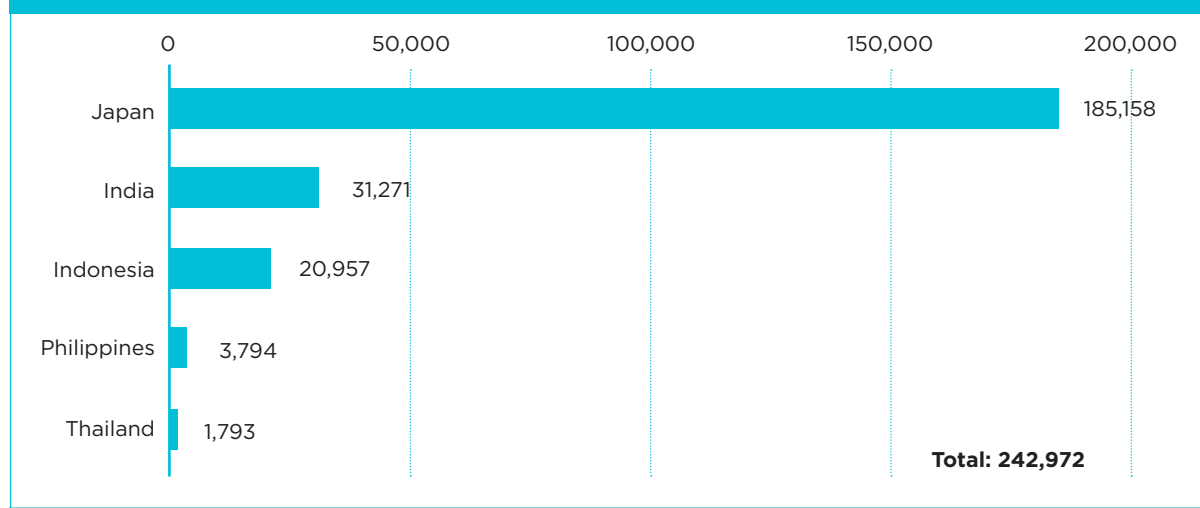 0 50,000 100,000 150,000 200,000
Japan 185,158
India 31,271
Indonesia 20,957
Philippines 3,794
Thailand 1,793
Total: 242,972